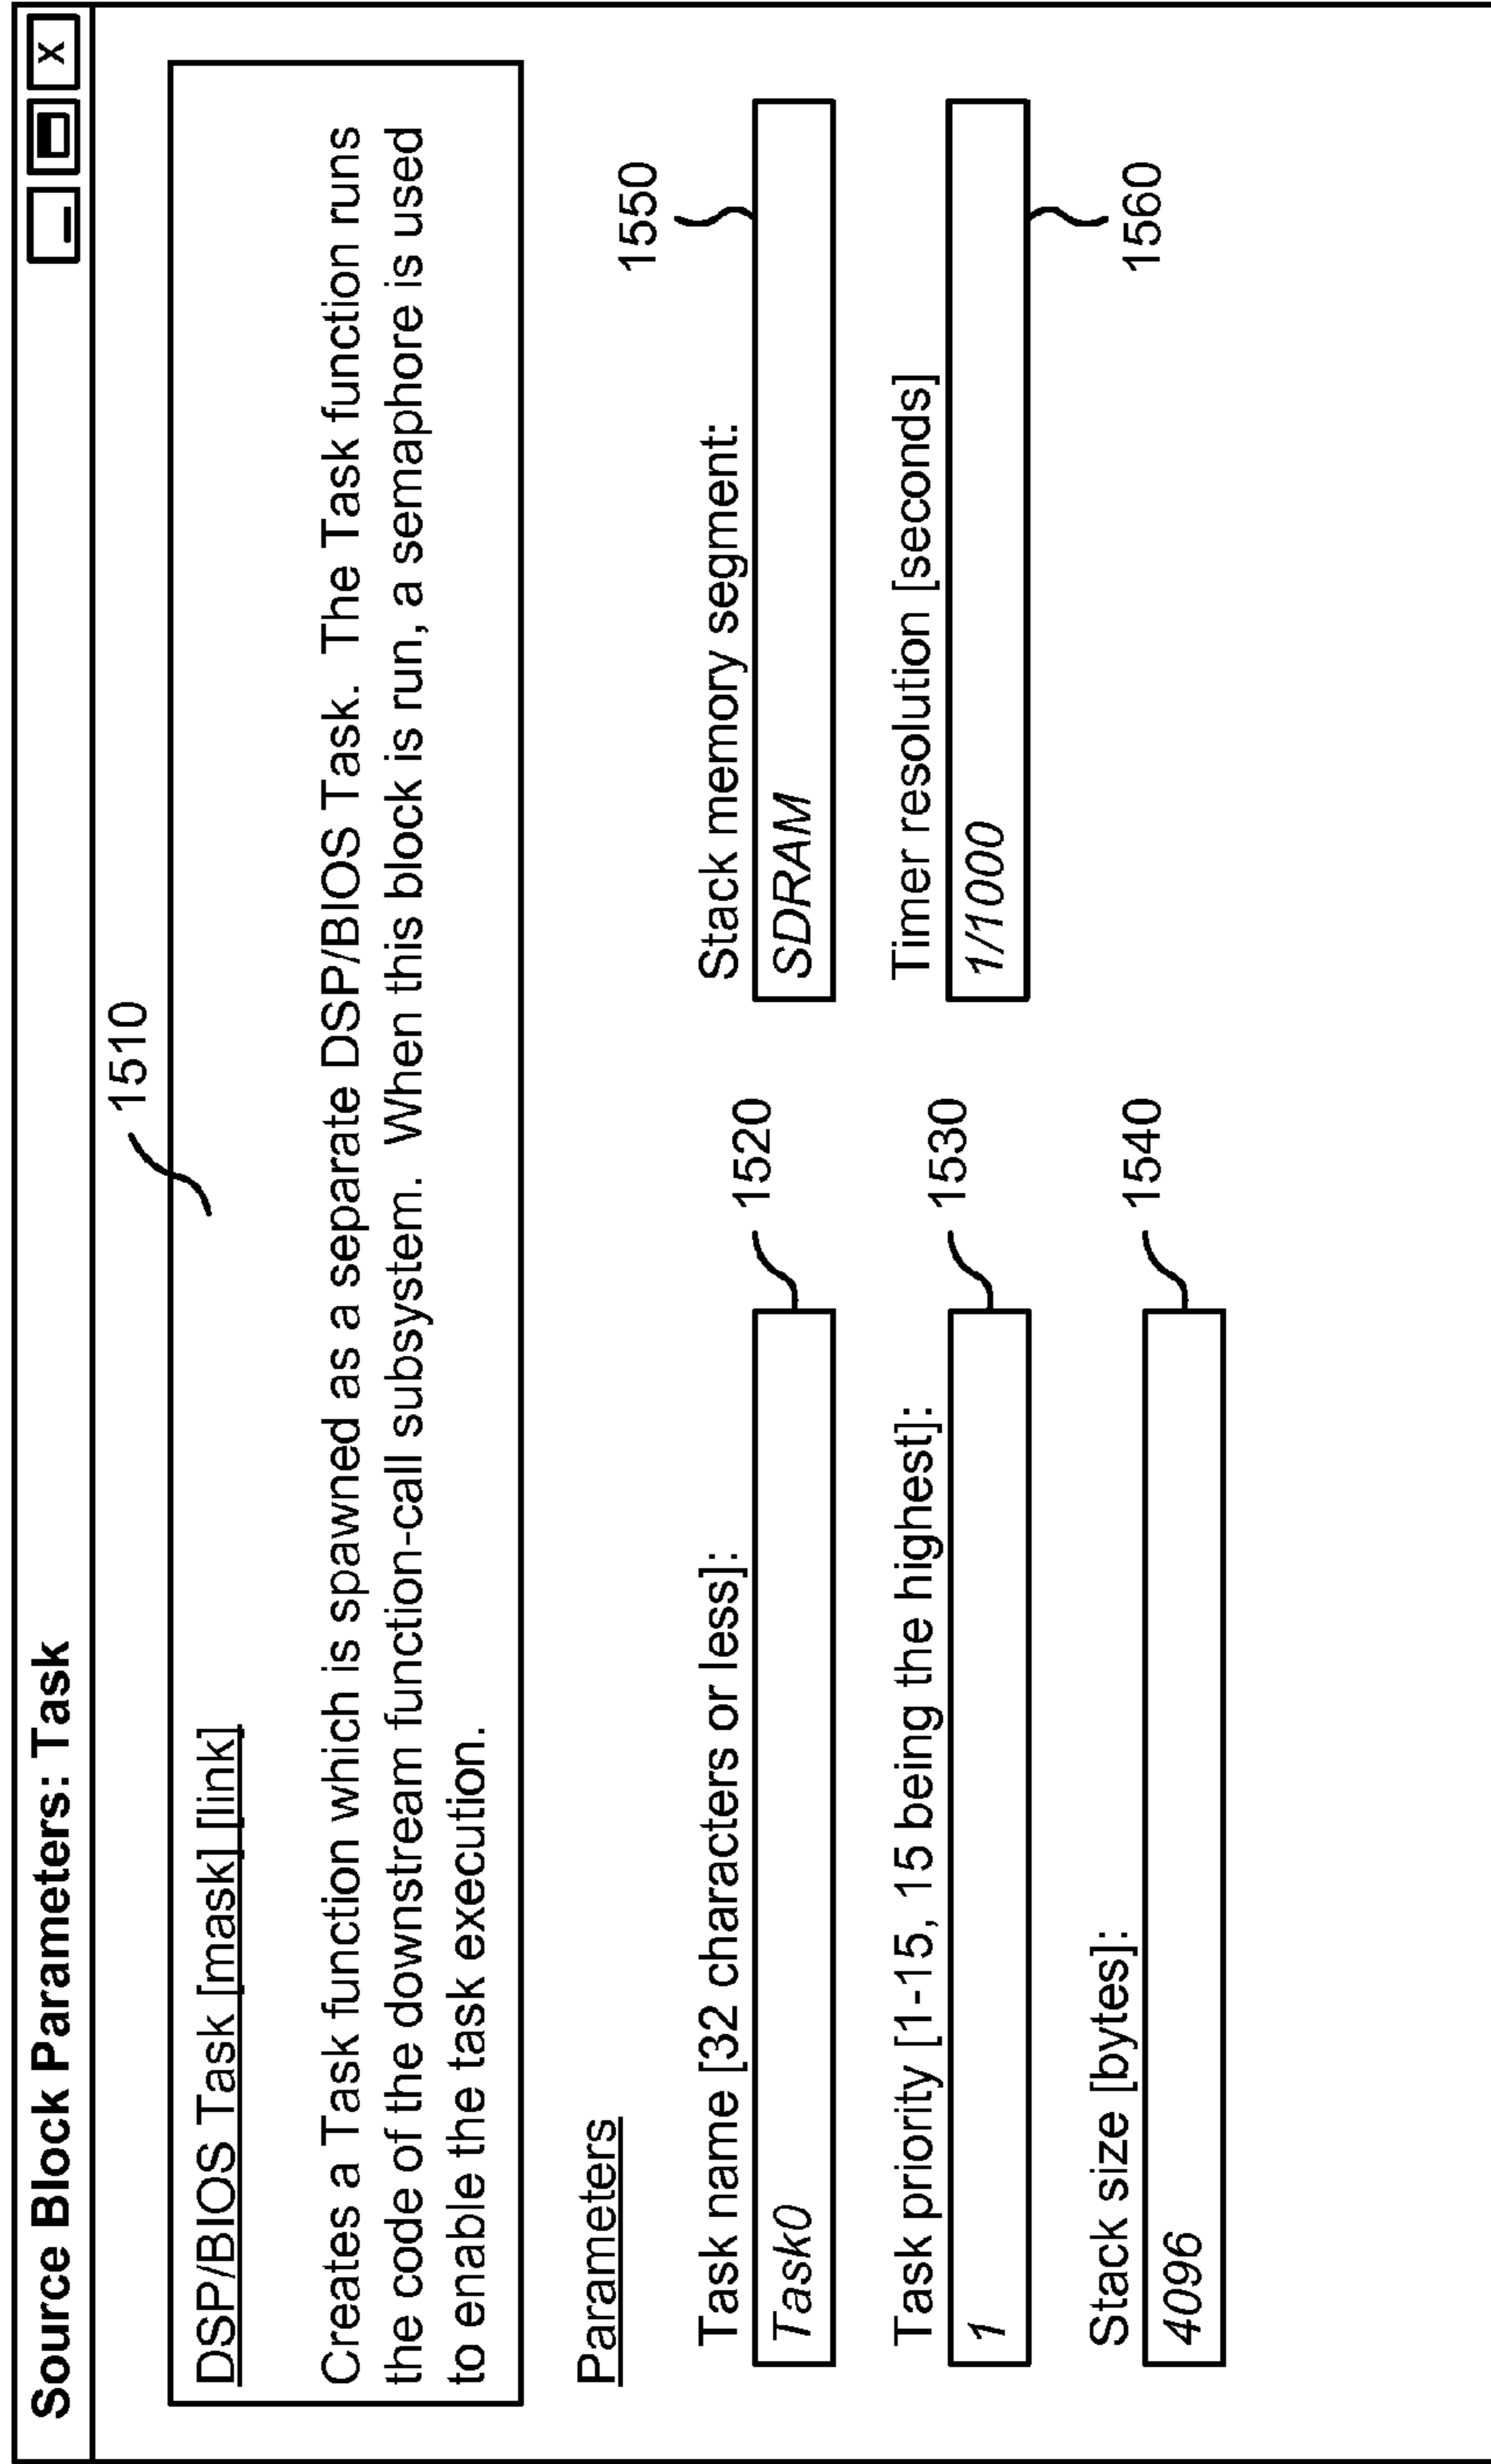 Source Block Parameters: Task
X
1510
DSP/BIOS Task [mask] [link]
Creates a Task function which is spawned as a separate DSP/BIOS Task. The Task function runs
the code of the downstream function-call subsystem. When this block is run, a semaphore is used
to enable the task execution.
Parameters
Task name [32 characters or less]:
Task0
1520
Task priority [1-15, 15 being the highest]:
1
1530
Stack size [bytes]:
4096
1540
1550
Stack memory segment:
SDRAM
Timer resolution [seconds]
1/1000
1560